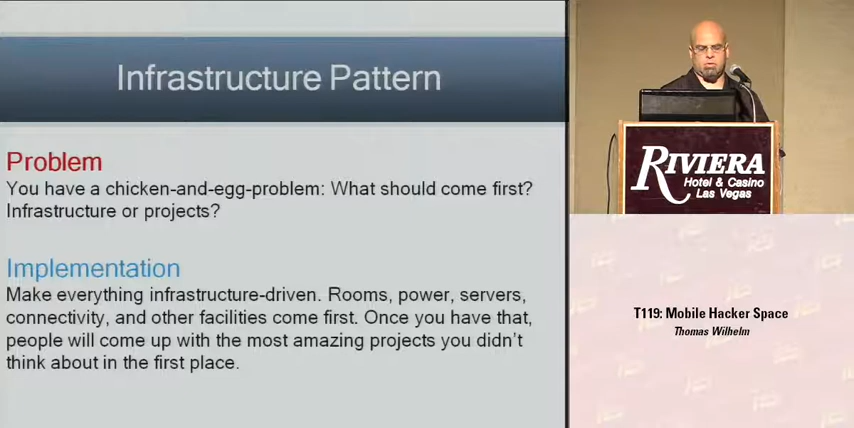 Infrastructure Pattern
Problem
You have a chicken-and-egg-problem: What should come first?
Infrastructure or projects?
Implementation
Make everything infrastructure-driven. Rooms, power, servers,
connectivity, and other facilities come first. Once you have that,
people will come up with the most amazing projects you didn't
think about in the first place.
RIVIERA
Hotel & Casino
Las Vegas
T119: Mobile Hacker Space
Thomas Wilhelm